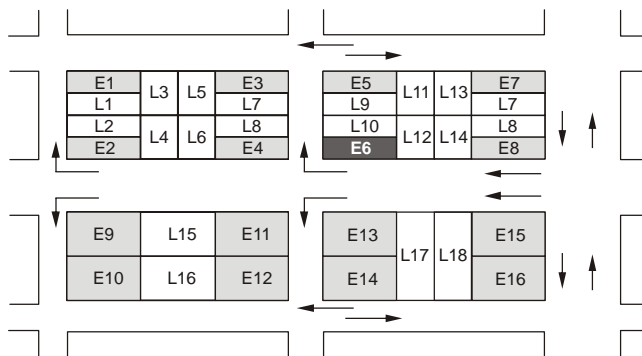 E1 L3 L5 E3 E5 L11 L13 E7
L1 L7 L9 L7
L2 L4 L6 L8 L10 L12 L14 L8
E2 E4 E6 E8
E9 L15 E11 E13 L17 L18 E15
E10 L16 E12 E14 E16